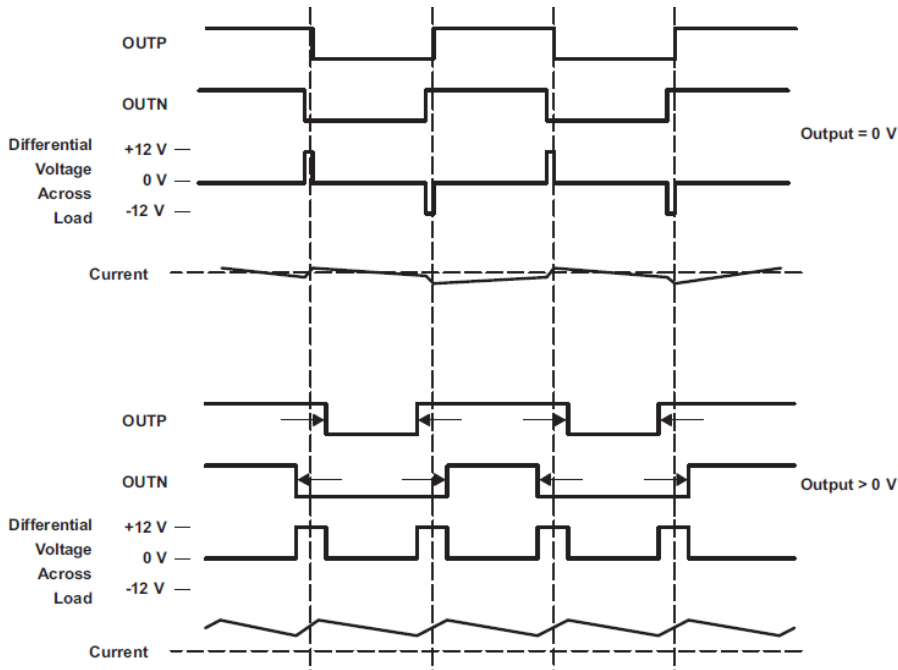 OUTP
OUTN
Differential
Voltage
Across
Load
+12 V
0 V
-12 V
Output = 0 V
Current
OUTP
OUTN
Differential
Voltage
Across
Load
+12 V
0 V
-12 V
Output > 0 V
Current